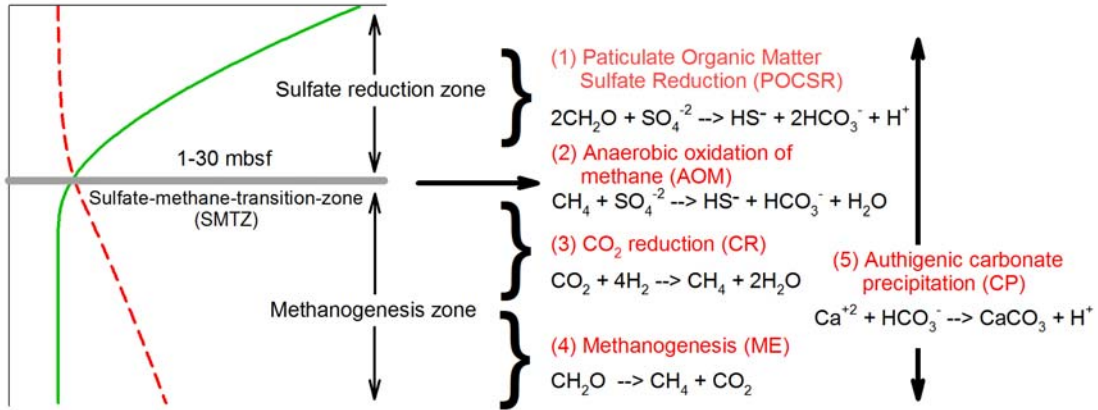 Sulfate reduction zone
1-30 mbsf
Sulfate-methane-transition-zone
(SMTZ)
Methanogenesis zone
(1) Paticulate Organic Matter
Sulfate Reduction (POCSR)
2CH₂O + SO₄⁻² --> HS⁻ + 2HCO₃⁻ + H⁺
(2) Anaerobic oxidation of
methane (AOM)
CH₄ + SO₄⁻² --> HS⁻ + HCO₃⁻ + H₂O
(3) CO₂ reduction (CR)
CO₂ + 4H₂ --> CH₄ + 2H₂O
(4) Methanogenesis (ME)
CH₂O --> CH₄ + CO₂
(5) Authigenic carbonate
precipitation (CP)
Ca⁺² + HCO₃⁻ --> CaCO₃ + H⁺